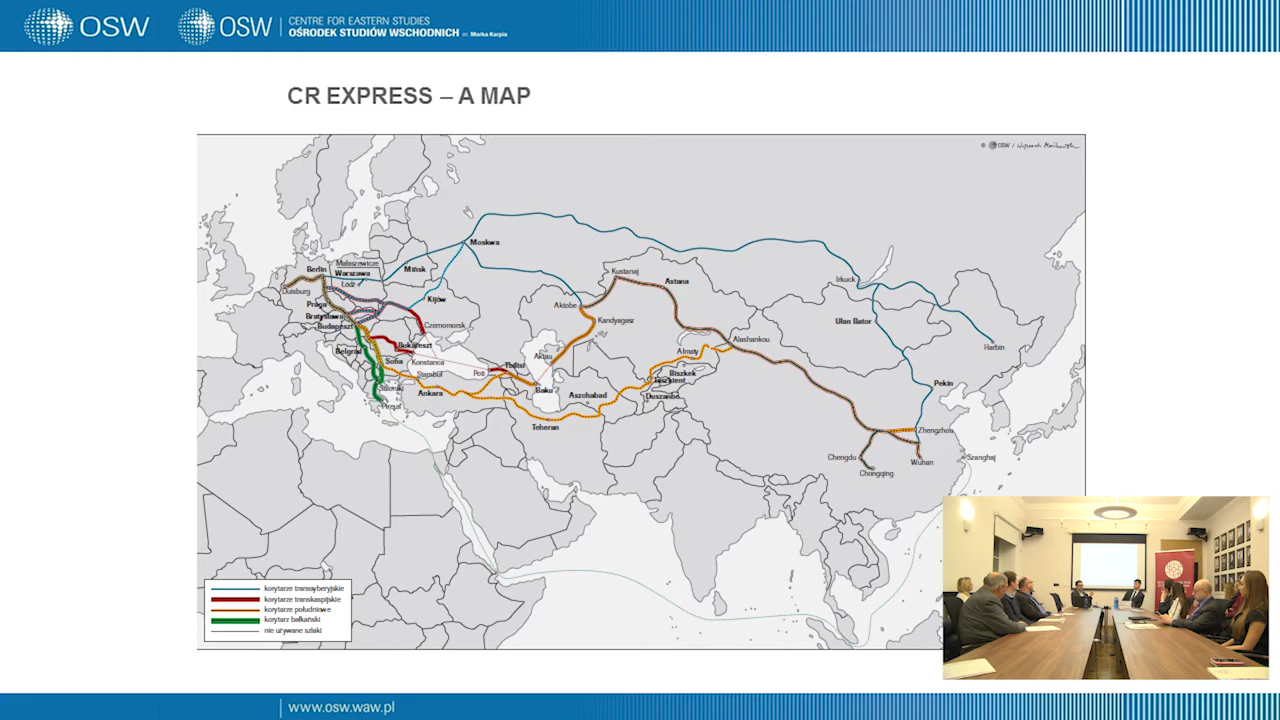 OSW
OSW
CENTRE FOR EASTERN STUDIES
OŚRODEK STUDIÓW WSCHODNICH im. Marka Karpia
CR EXPRESS – A MAP
© OSW /
Moskwa
Berlin
Małaszewicze
Warszawa
Mińsk
Łódź
Duisburg
Praga
Kijów
Bratysława
Budapeszt
Czernomorsk
Belgrad
Bukareszt
Sofia
Konstanca
Stambuł
Saloniki
Ankara
Pireus
Poti
Tbilisi
Baku
Aktau
Aktobe
Kandyagasz
Kustanaj
Astana
Irkuck
Ułan Bator
Harbin
Alashankou
Ałmaty
Biszkek
Taszkient
Duszanbe
Aszchabad
Teheran
Pekin
Zhengzhou
Chengdu
Wuhan
Szanghaj
Chongqing
korytarze transsyberyjskie
korytarze transkaspijskie
korytarze południowe
korytarz bałkański
nie używane szlaki
www.osw.waw.pl